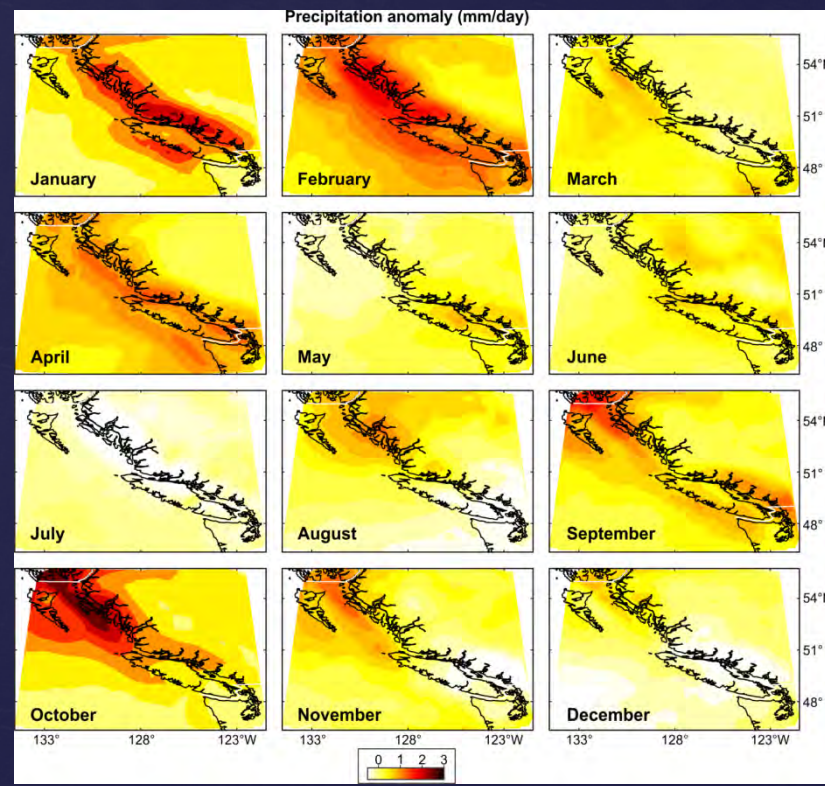 Precipitation anomaly (mm/day)
January
February
March
54°N
51°
48°
April
May
June
54°N
51°
48°
July
August
September
54°N
51°
48°
October
November
December
54°N
51°
48°
133° 128° 123°W 133° 128° 123°W 133° 128° 123°W
0 1 2 3